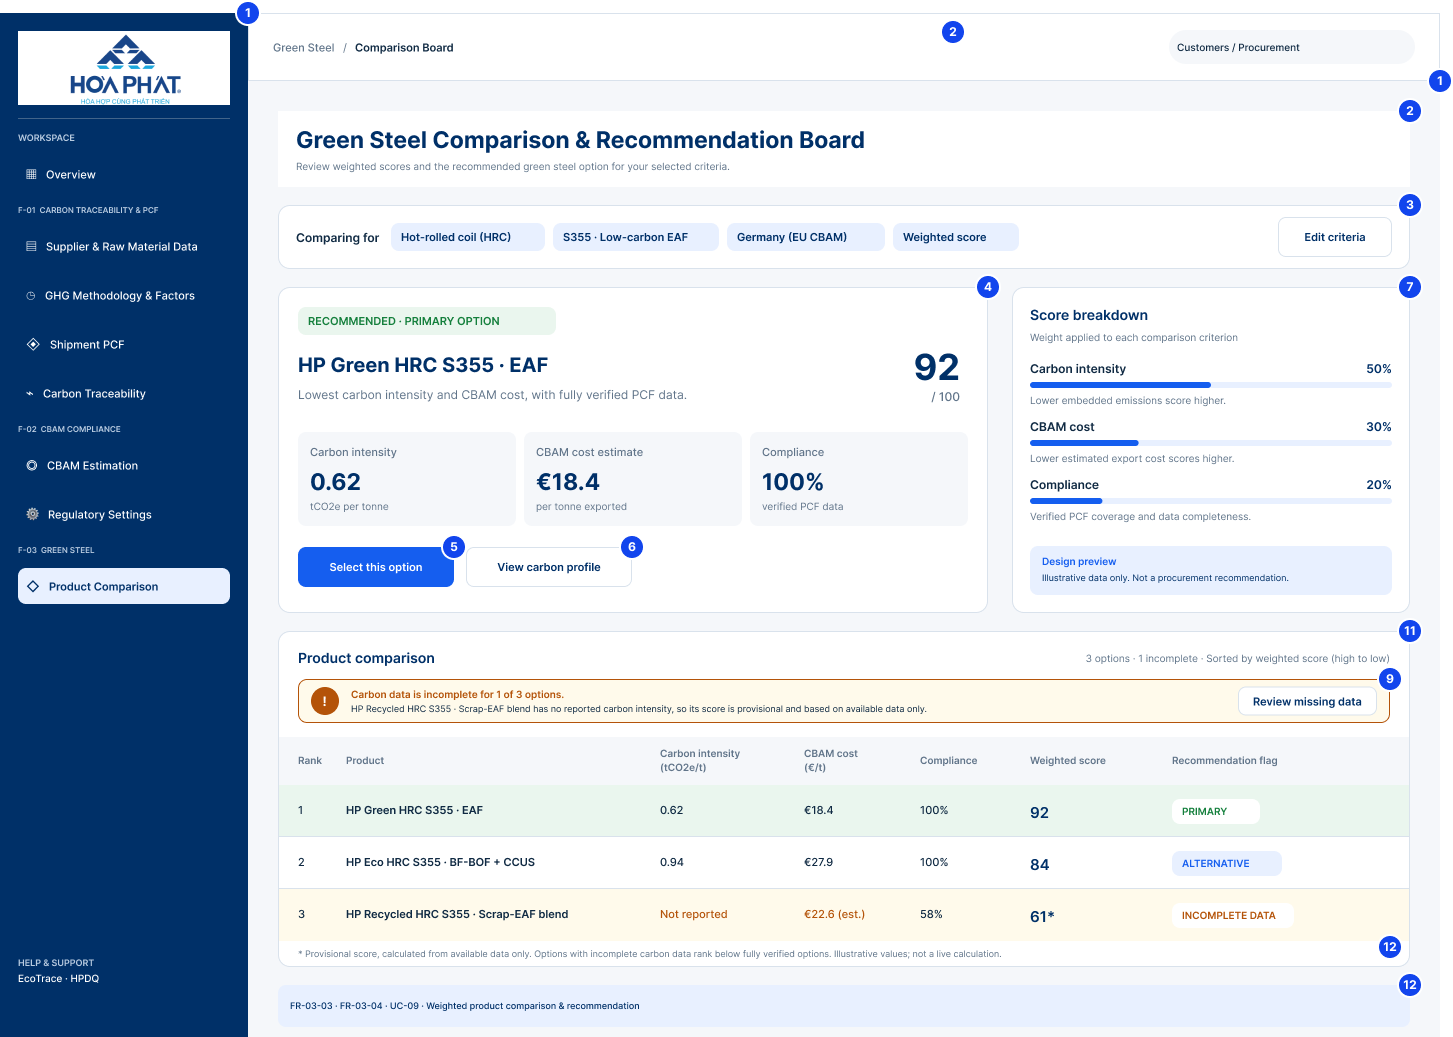 1
HÒA PHÁT
HÒA HỢP CÙNG PHÁT TRIỂN
WORKSPACE
Overview
F-01 CARBON TRACEABILITY & PCF
Supplier & Raw Material Data
GHG Methodology & Factors
Shipment PCF
Carbon Traceability
F-02 CBAM COMPLIANCE
CBAM Estimation
Regulatory Settings
F-03 GREEN STEEL
Product Comparison
HELP & SUPPORT
EcoTrace · HPDQ
2
Green Steel / Comparison Board
Customers / Procurement
1
2
Green Steel Comparison & Recommendation Board
Review weighted scores and the recommended green steel option for your selected criteria.
3
Comparing for
Hot-rolled coil (HRC)
S355 · Low-carbon EAF
Germany (EU CBAM)
Weighted score
Edit criteria
4
RECOMMENDED · PRIMARY OPTION
HP Green HRC S355 · EAF
Lowest carbon intensity and CBAM cost, with fully verified PCF data.
92
/ 100
Carbon intensity
0.62
tCO2e per tonne
CBAM cost estimate
€18.4
per tonne exported
Compliance
100%
verified PCF data
5
Select this option
6
View carbon profile
7
Score breakdown
Weight applied to each comparison criterion
Carbon intensity 50%
Lower embedded emissions score higher.
CBAM cost 30%
Lower estimated export cost scores higher.
Compliance 20%
Verified PCF coverage and data completeness.
Design preview
Illustrative data only. Not a procurement recommendation.
11
Product comparison
3 options · 1 incomplete · Sorted by weighted score (high to low)
9
!
Carbon data is incomplete for 1 of 3 options.
HP Recycled HRC S355 · Scrap-EAF blend has no reported carbon intensity, so its score is provisional and based on available data only.
Review missing data
Rank Product Carbon intensity (tCO2e/t) CBAM cost (€/t) Compliance Weighted score Recommendation flag
1 HP Green HRC S355 · EAF 0.62 €18.4 100% 92 PRIMARY
2 HP Eco HRC S355 · BF-BOF + CCUS 0.94 €27.9 100% 84 ALTERNATIVE
3 HP Recycled HRC S355 · Scrap-EAF blend Not reported €22.6 (est.) 58% 61* INCOMPLETE DATA
12
* Provisional score, calculated from available data only. Options with incomplete carbon data rank below fully verified options. Illustrative values; not a live calculation.
12
FR-03-03 · FR-03-04 · UC-09 · Weighted product comparison & recommendation